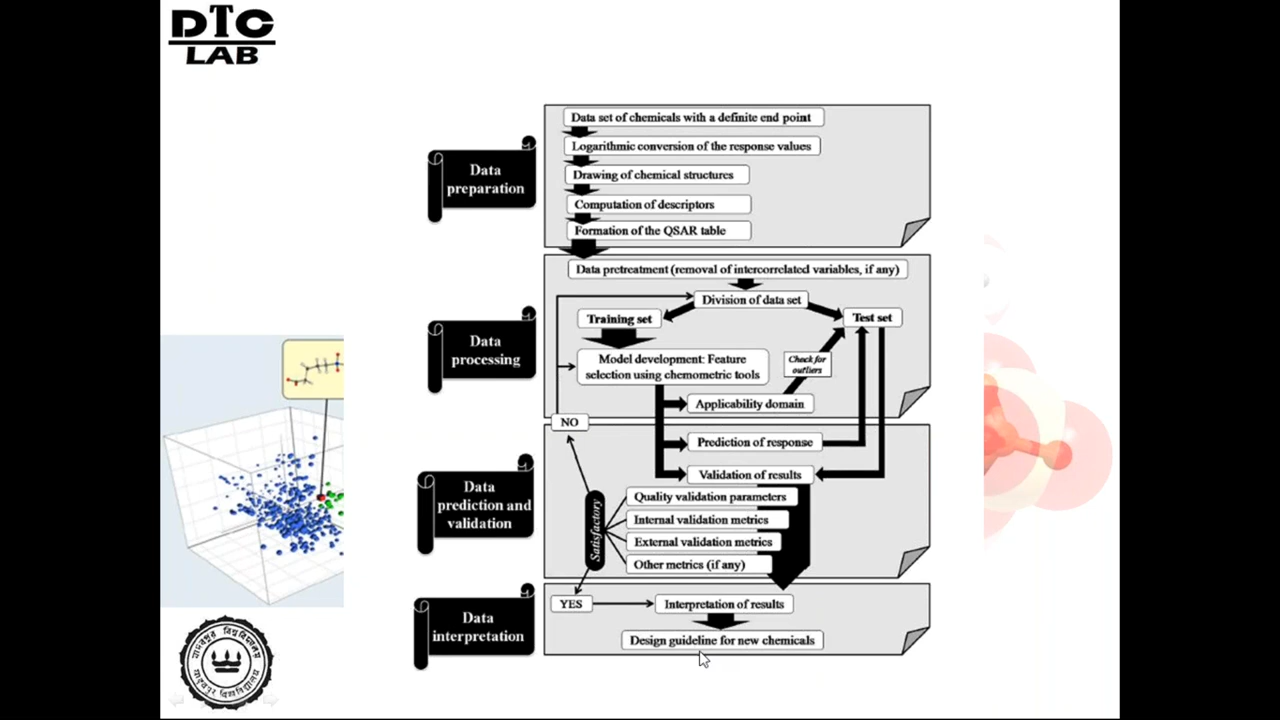 DTC
LAB
Data
preparation
Data set of chemicals with a definite end point
Logarithmic conversion of the response values
Drawing of chemical structures
Computation of descriptors
Formation of the QSAR table
Data
processing
Data pretreatment (removal of intercorrelated variables, if any)
Division of data set
Training set
Test set
Model development: Feature
selection using chemometric tools
Check for
outliers
Applicability domain
NO
Data
prediction and
validation
Prediction of response
Validation of results
Satisfactory
Quality validation parameters
Internal validation metrics
External validation metrics
Other metrics (if any)
Data
interpretation
YES
Interpretation of results
Design guideline for new chemicals
যাদবপুর বিশ্ববিদ্যালয়